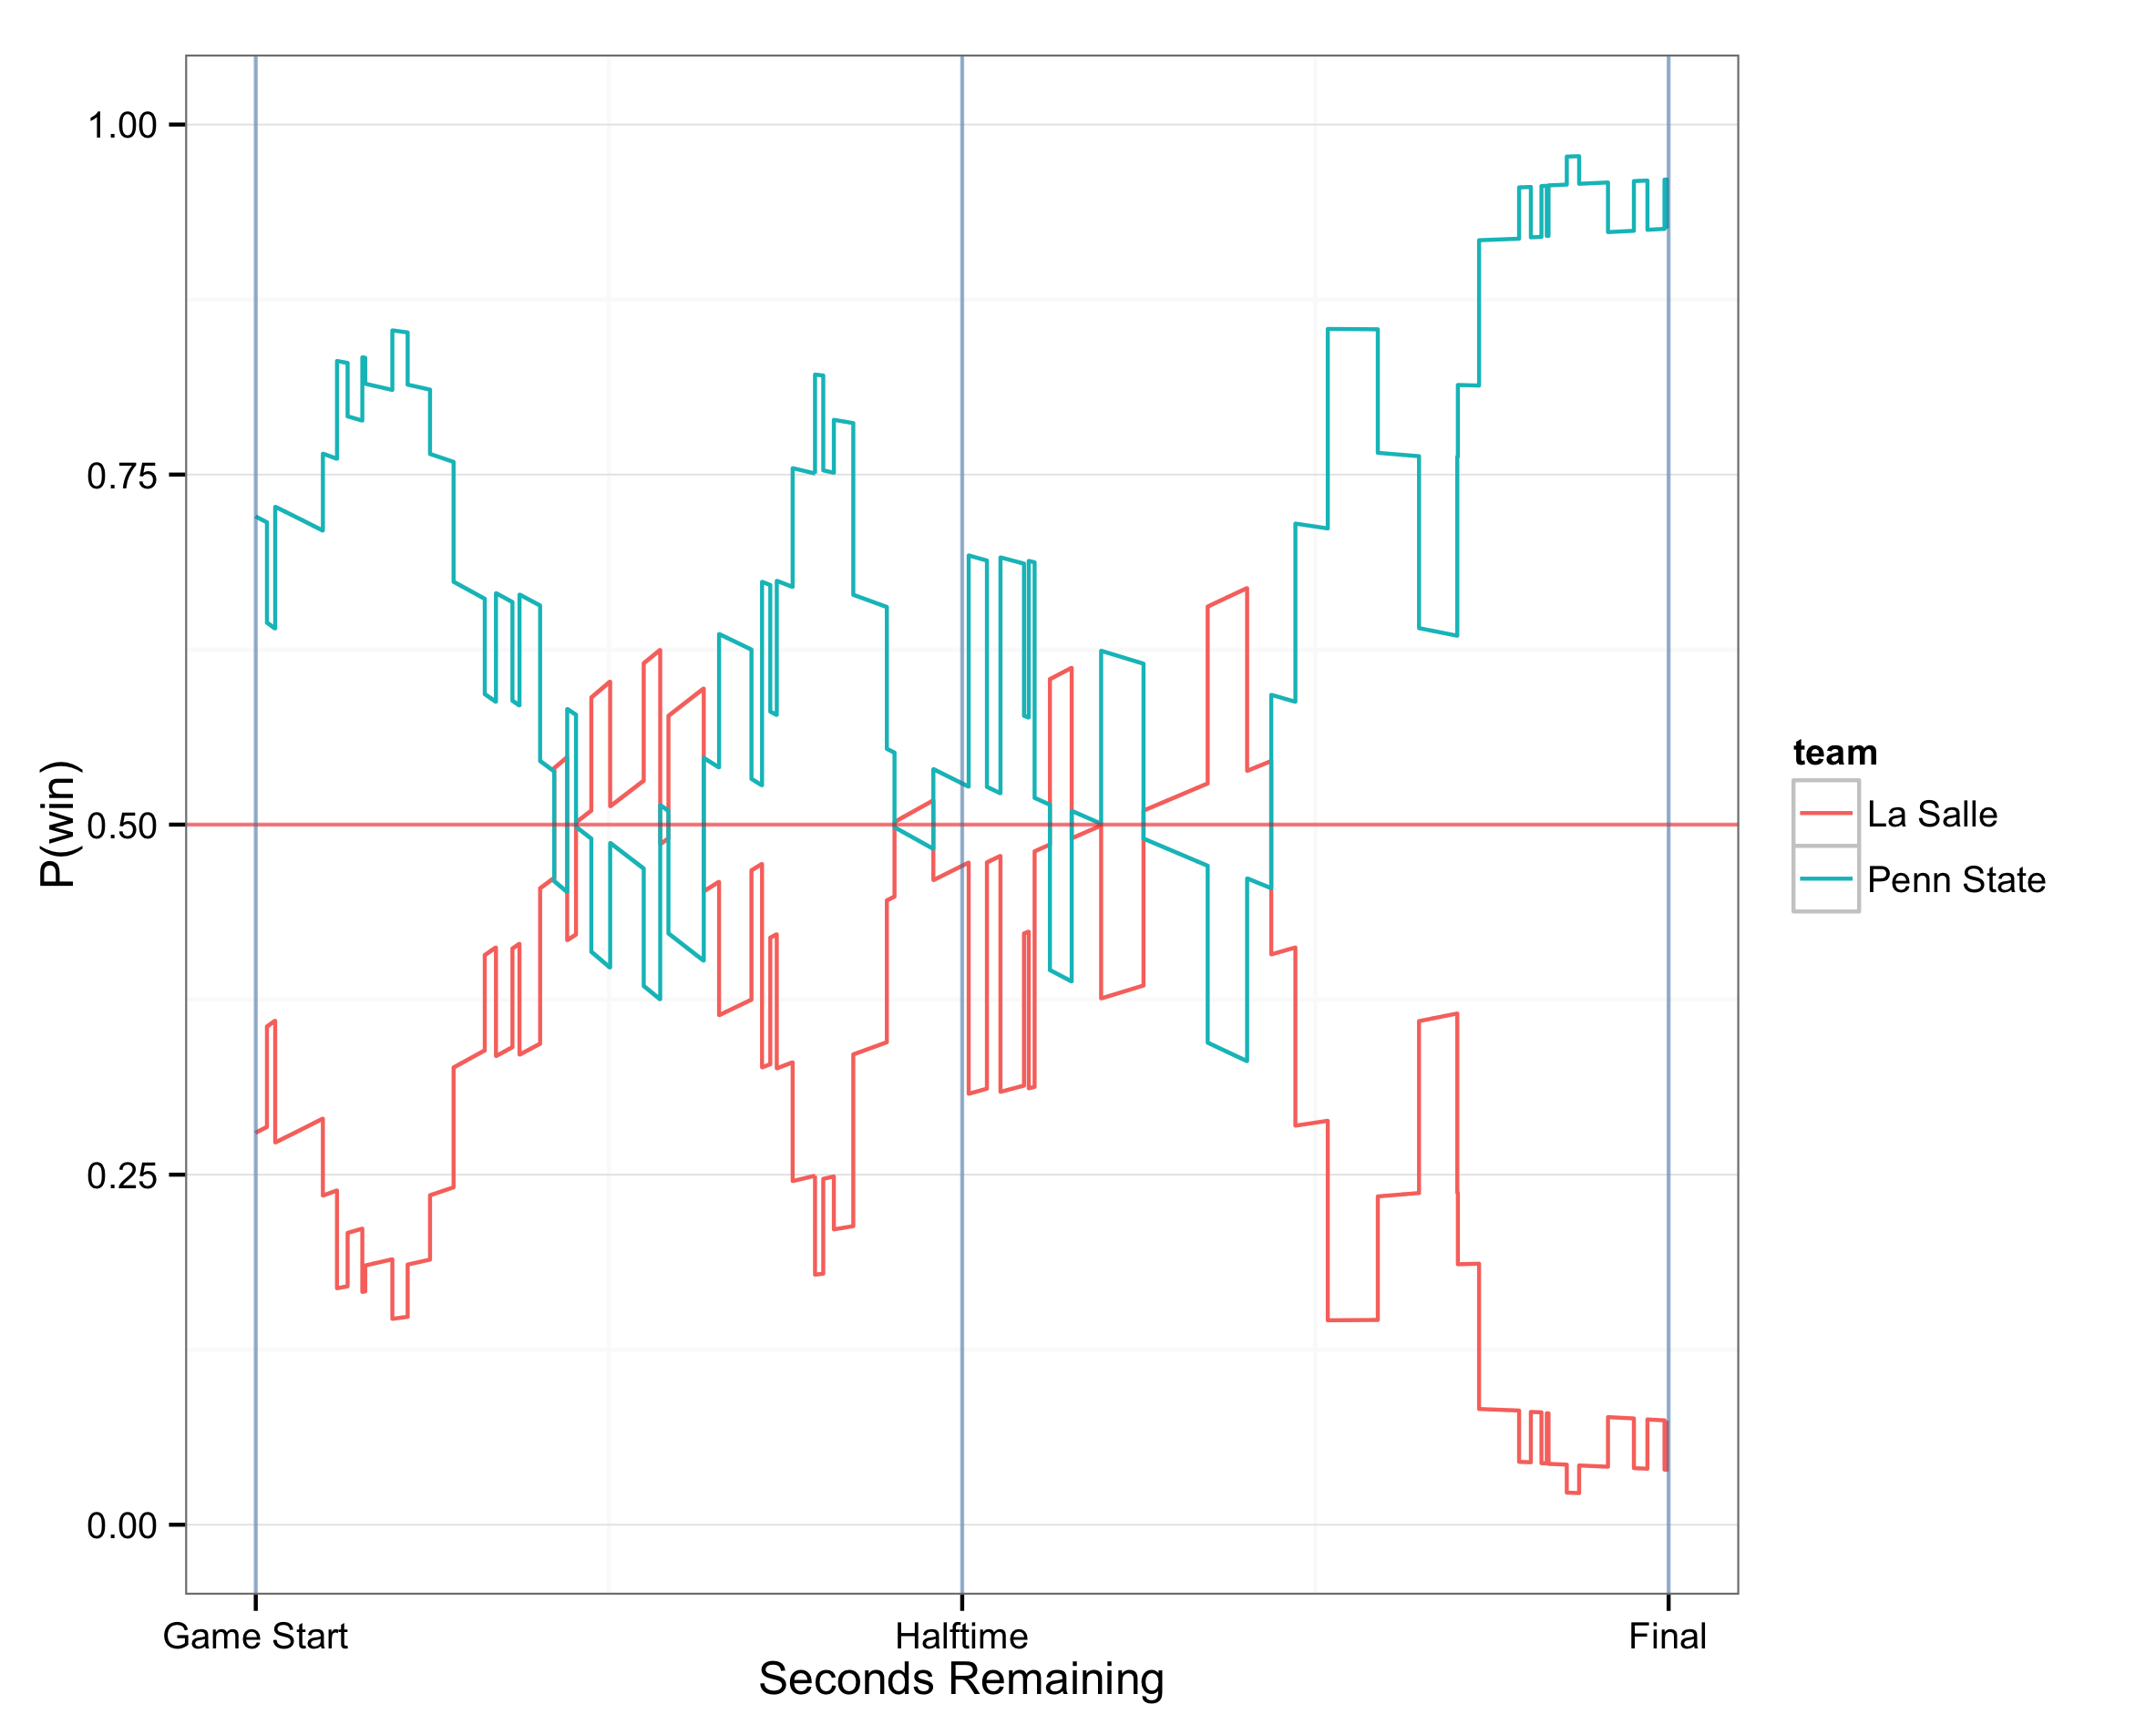 1.00
0.75
0.50
0.25
0.00
P(win)
Game Start
Halftime
Final
Seconds Remaining
team
La Salle
Penn State